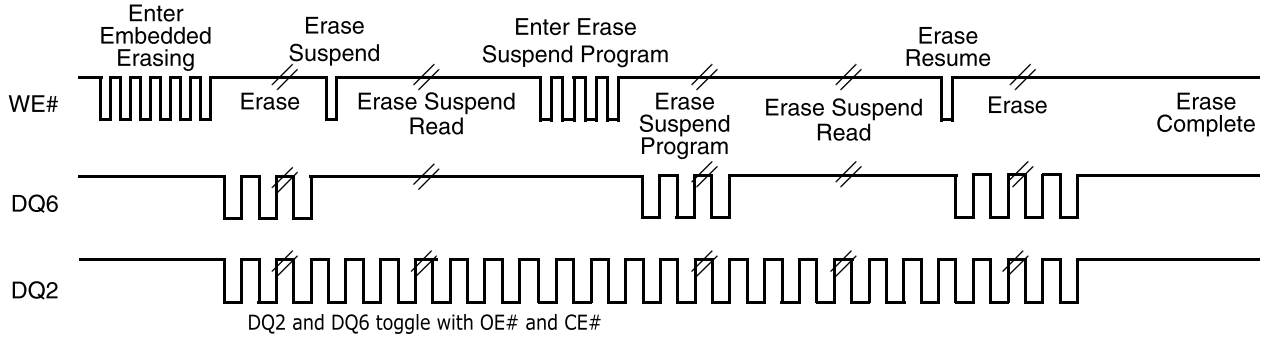 Enter
Embedded
Erasing
Erase
Suspend
Enter Erase
Suspend Program
Erase
Resume
WE#
Erase
Erase Suspend
Read
Erase
Suspend
Program
Erase Suspend
Read
Erase
Erase
Complete
DQ6
DQ2
DQ2 and DQ6 toggle with OE# and CE#